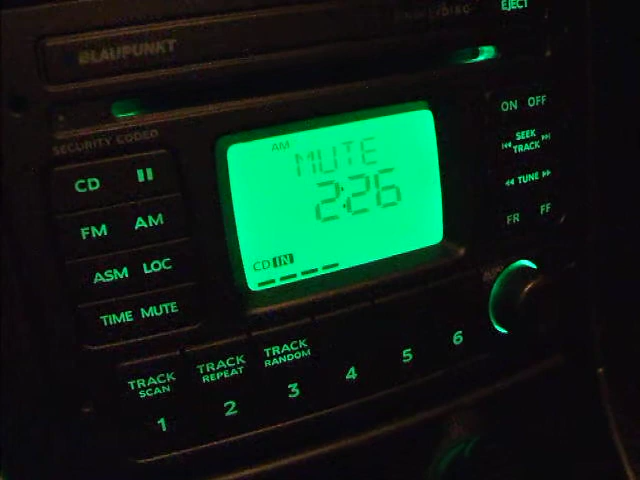 EJECT
BLAUPUNKT
SECURITY CODED
ON OFF
CD
AM
MUTE
2:26
CD IN
SEEK
TRACK
TUNE
FR FF
FM AM
ASM LOC
TIME MUTE
TRACK SCAN
TRACK REPEAT
TRACK RANDOM
1 2 3 4 5 6